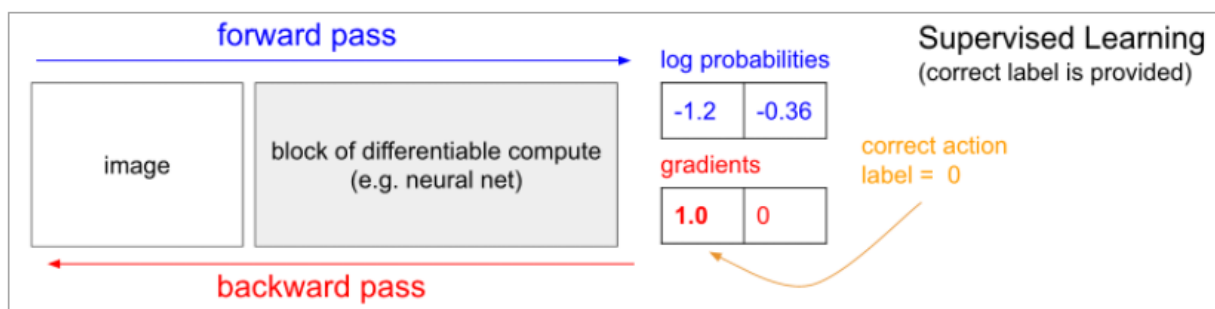 forward pass
Supervised Learning
(correct label is provided)
log probabilities
-1.2 -0.36
image
block of differentiable compute
(e.g. neural net)
correct action
label = 0
gradients
1.0 0
backward pass